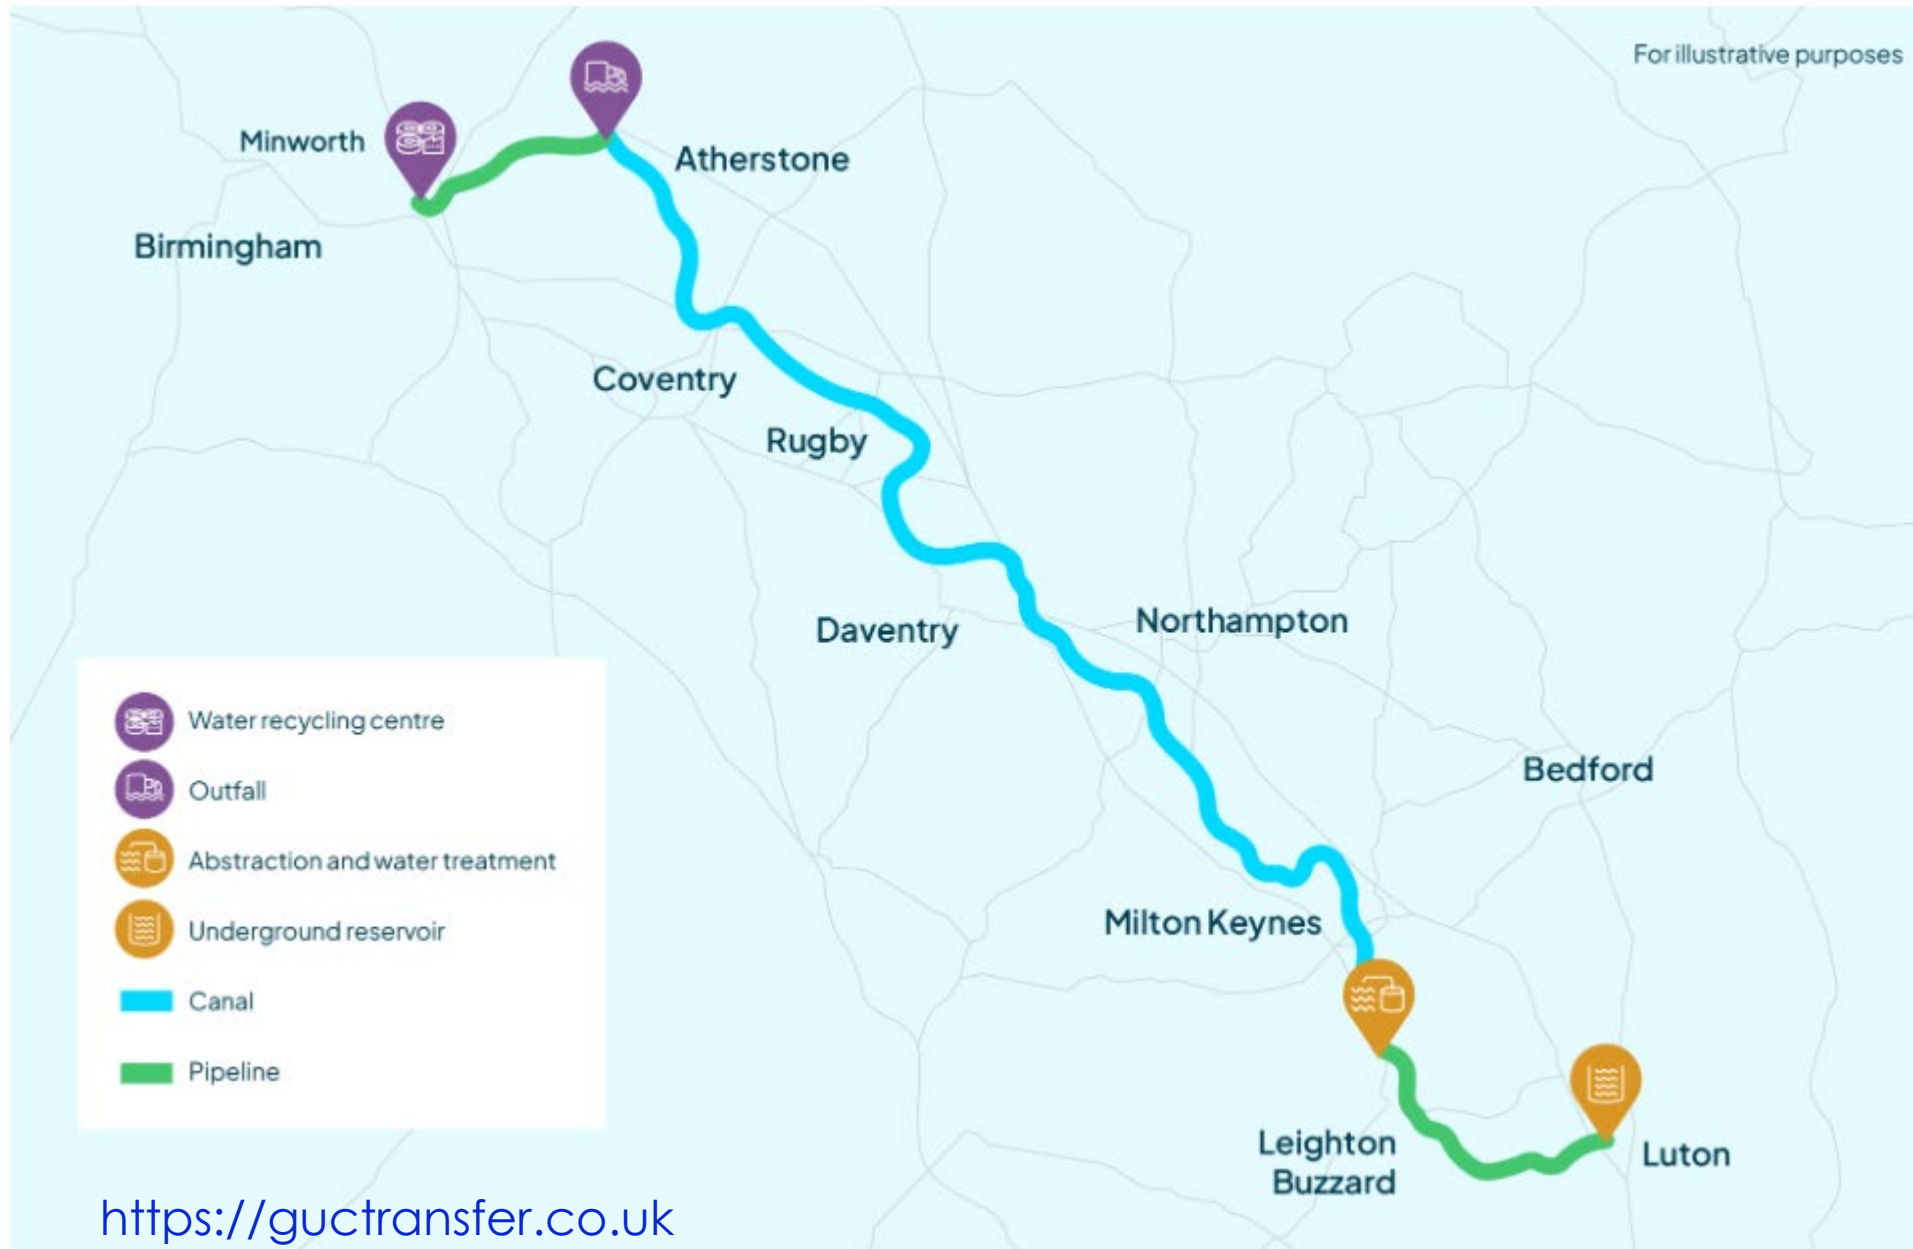 For illustrative purposes
Minworth
Atherstone
Birmingham
Coventry
Rugby
Daventry
Northampton
Bedford
Milton Keynes
Leighton
Buzzard
Luton
Water recycling centre
Outfall
Abstraction and water treatment
Underground reservoir
Canal
Pipeline
https://guctransfer.co.uk